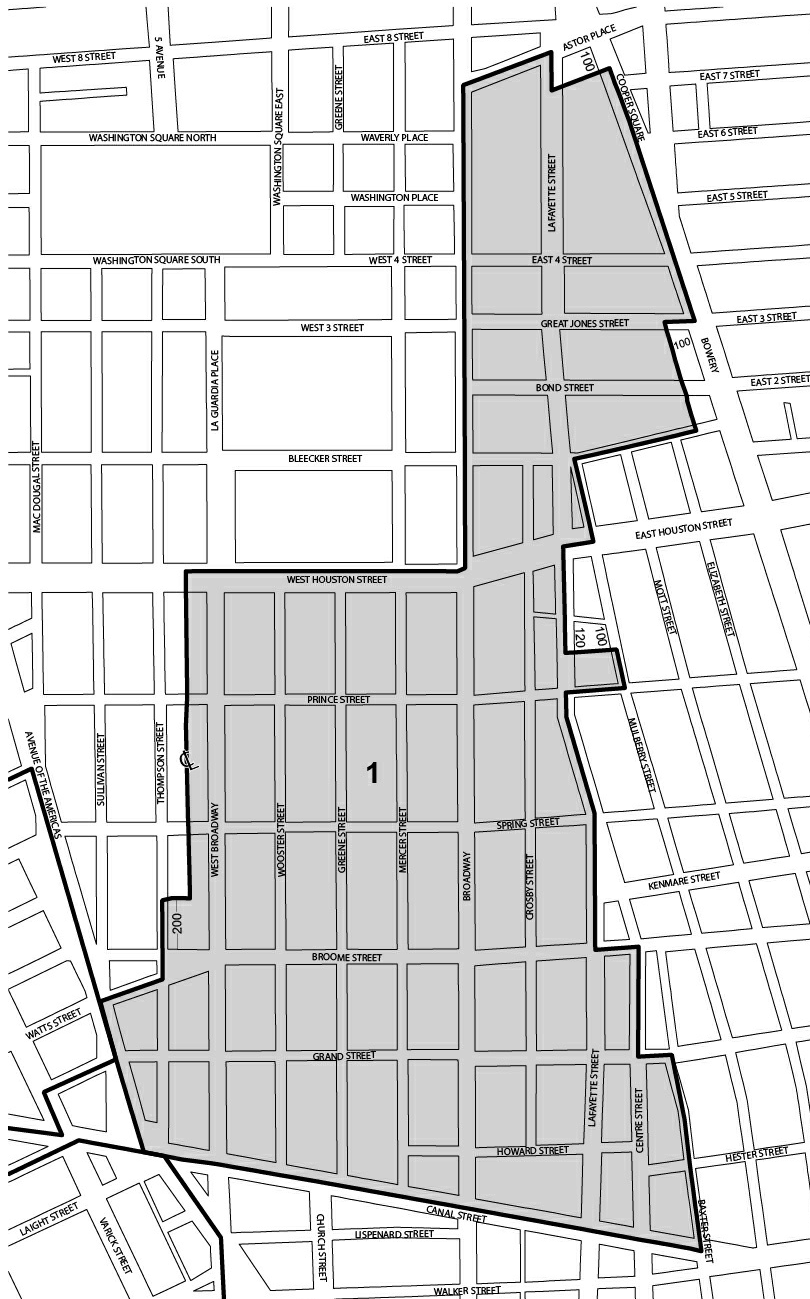 ASTOR PLACE
EAST 8 STREET
WEST 8 STREET
5 AVENUE
100
COOPER SQUARE
EAST 7 STREET
GREENE STREET
WASHINGTON SQUARE EAST
EAST 6 STREET
WASHINGTON SQUARE NORTH
WAVERLY PLACE
LAFAYETTE STREET
WASHINGTON PLACE
EAST 5 STREET
WASHINGTON SQUARE SOUTH
WEST 4 STREET
EAST 4 STREET
EAST 3 STREET
GREAT JONES STREET
WEST 3 STREET
100
BOWERY
LA GUARDIA PLACE
BOND STREET
EAST 2 STREET
BLEECKER STREET
MAC DOUGAL STREET
EAST HOUSTON STREET
WEST HOUSTON STREET
MOTT STREET
ELIZABETH STREET
120
100
PRINCE STREET
AVENUE OF THE AMERICAS
SULLIVAN STREET
THOMPSON STREET
MULBERRY STREET
1
WEST BROADWAY
WOOSTER STREET
GREENE STREET
MERCER STREET
SPRING STREET
BROADWAY
CROSBY STREET
KENMARE STREET
200
BROOME STREET
WATTS STREET
GRAND STREET
LAFAYETTE STREET
CENTRE STREET
HOWARD STREET
HESTER STREET
CANAL STREET
LAIGHT STREET
VARICK STREET
CHURCH STREET
LISPENARD STREET
BAXTER STREET
WALKER STREET